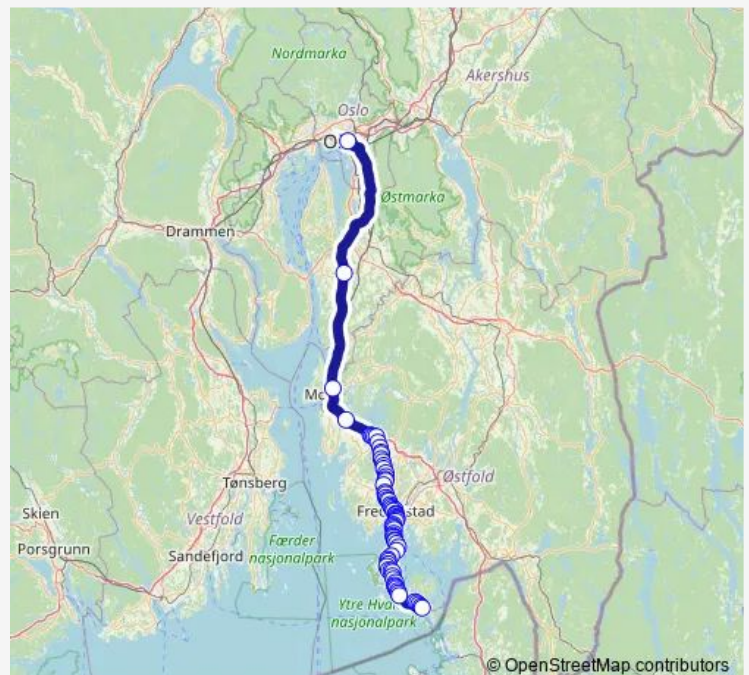 Nordmarka
Akershus
Oslo
O
Østmarka
Drammen
Mo
Tønsberg
Østfold
Skien
Vestfold
Fred
stad
Porsgrunn
Sandefjord
Færder
nasjonalpark
Ytre Hva
nasjonalpark
© OpenStreetMap contributors